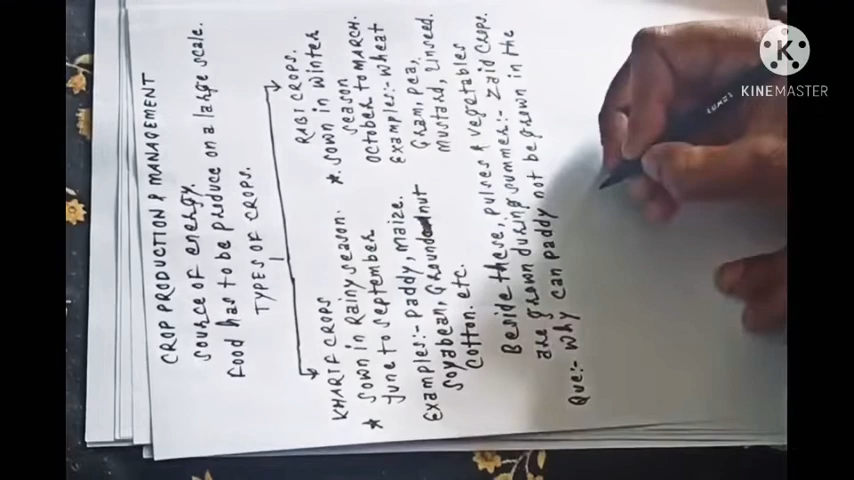 CROP PRODUCTION & MANAGEMENT
source of energy.
Food has to be produce on a large scale.
TYPES OF CROPS.
KHARIF CROPS
* Sown in Rainy season.
June to september
Examples:- Paddy, maize.
Soyabean, Groundnut
Cotton. etc.
RABI CROPS.
*. Sown in winter
season
October to MARCH.
Examples:- wheat
Gram, pea,
mustard, Linseed.
Beside these, pulses & vegetables
are grown during summer:- Zaid Crops.
Que:- Why can paddy not be grown in the
KINEMASTER